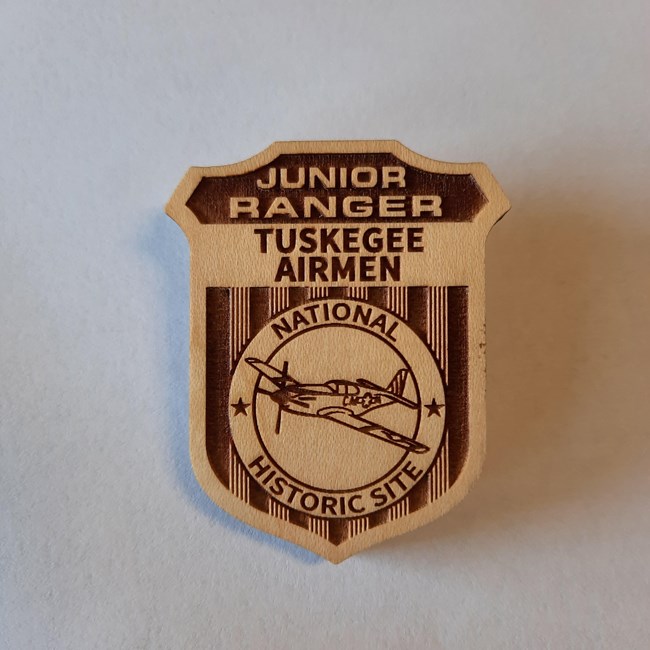 JUNIOR
RANGER
TUSKEGEE
AIRMEN
NATIONAL
HISTORIC SITE